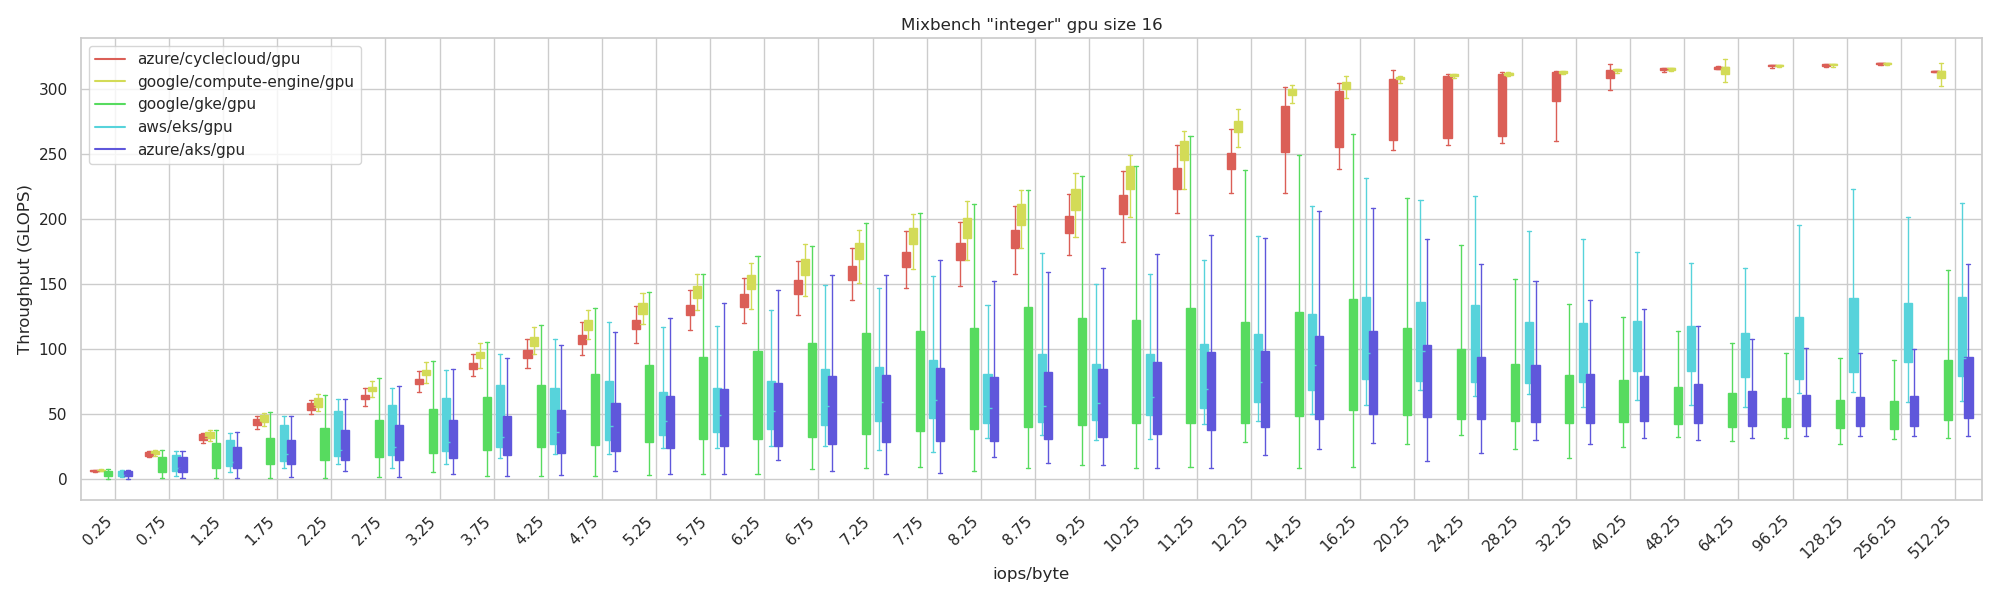 Mixbench "integer" gpu size 16
azure/cyclecloud/gpu
google/compute-engine/gpu
google/gke/gpu
aws/eks/gpu
azure/aks/gpu
Throughput (GLOPS)
300
250
200
150
100
50
0
0.25 0.75 1.25 1.75 2.25 2.75 3.25 3.75 4.25 4.75 5.25 5.75 6.25 6.75 7.25 7.75 8.25 8.75 9.25 10.25 11.25 12.25 14.25 16.25 20.25 24.25 28.25 32.25 40.25 48.25 64.25 96.25 128.25 256.25 512.25
iops/byte